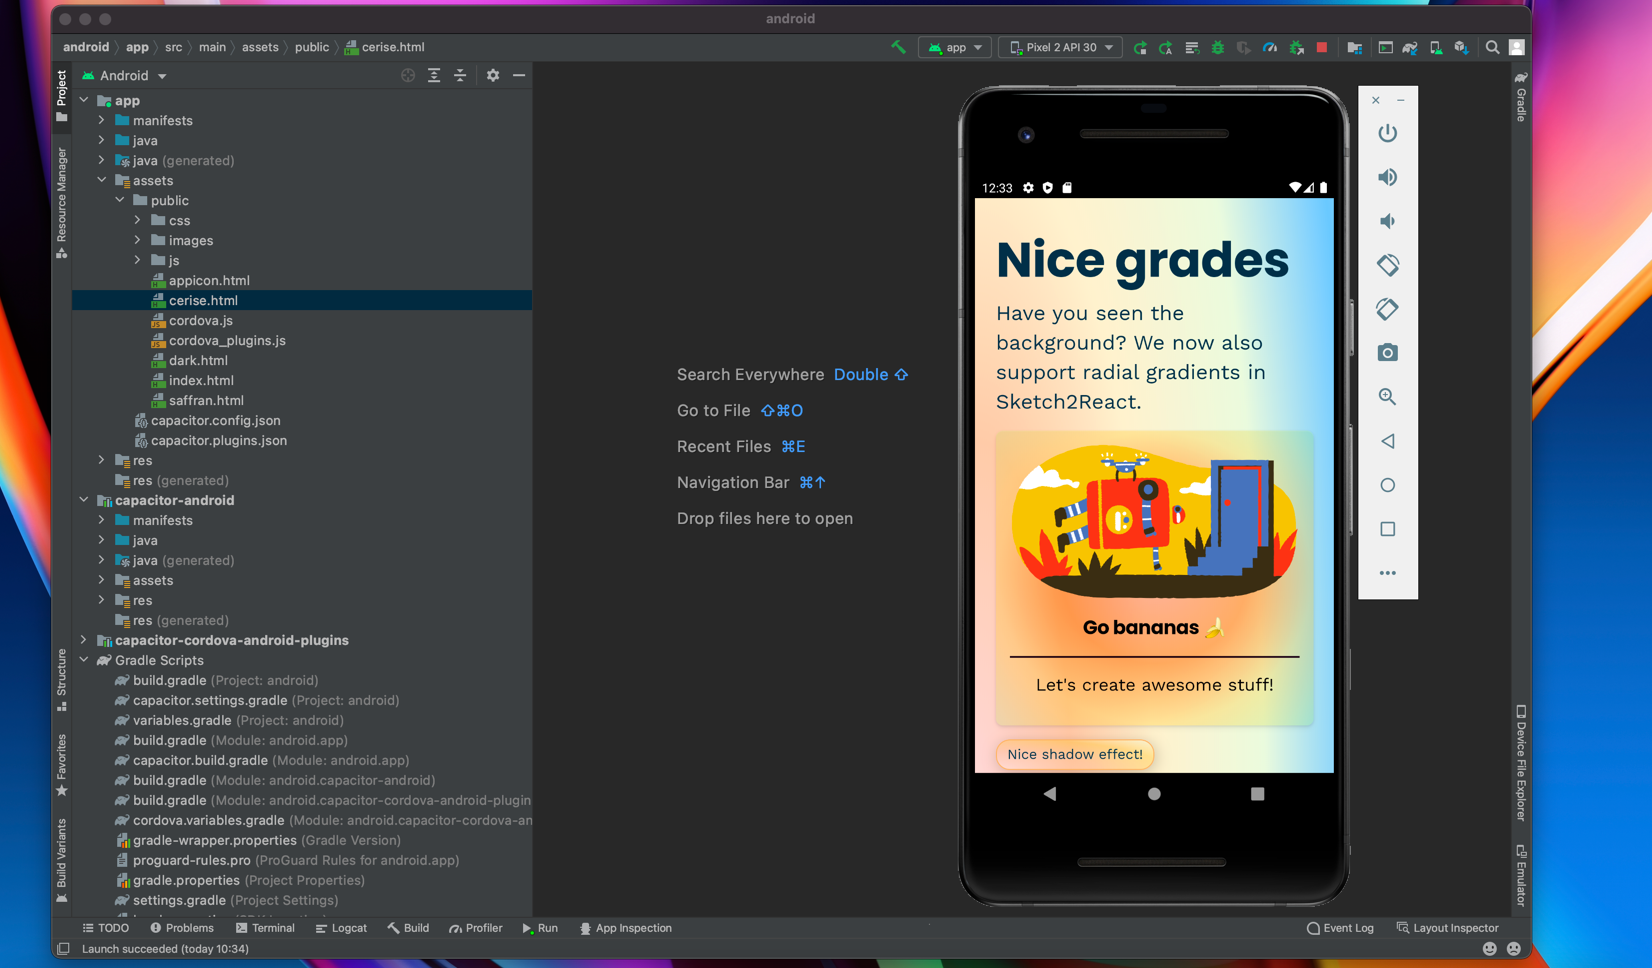 android
android app src main assets public cerise.html
app Pixel 2 API 30
Project
Resource Manager
Structure
Favorites
Build Variants
Android
app
manifests
java
java (generated)
assets
public
css
images
js
appicon.html
cerise.html
cordova.js
cordova_plugins.js
dark.html
index.html
saffran.html
capacitor.config.json
capacitor.plugins.json
res
res (generated)
capacitor-android
manifests
java
java (generated)
assets
res
res (generated)
capacitor-cordova-android-plugins
Gradle Scripts
build.gradle (Project: android)
capacitor.settings.gradle (Project: android)
variables.gradle (Project: android)
build.gradle (Module: android.app)
capacitor.build.gradle (Module: android.app)
build.gradle (Module: android.capacitor-android)
build.gradle (Module: android.capacitor-cordova-android-plugin
cordova.variables.gradle (Module: android.capacitor-cordova-an
gradle-wrapper.properties (Gradle Version)
proguard-rules.pro (ProGuard Rules for android.app)
gradle.properties (Project Properties)
settings.gradle (Project Settings)
Search Everywhere Double ⇧
Go to File ⇧⌘O
Recent Files ⌘E
Navigation Bar ⌘↑
Drop files here to open
12:33
Nice grades
Have you seen the
background? We now also
support radial gradients in
Sketch2React.
Go bananas 🍌
Let's create awesome stuff!
Nice shadow effect!
Gradle
Device File Explorer
Emulator
TODO Problems Terminal Logcat Build Profiler Run App Inspection Event Log Layout Inspector
Launch succeeded (today 10:34)